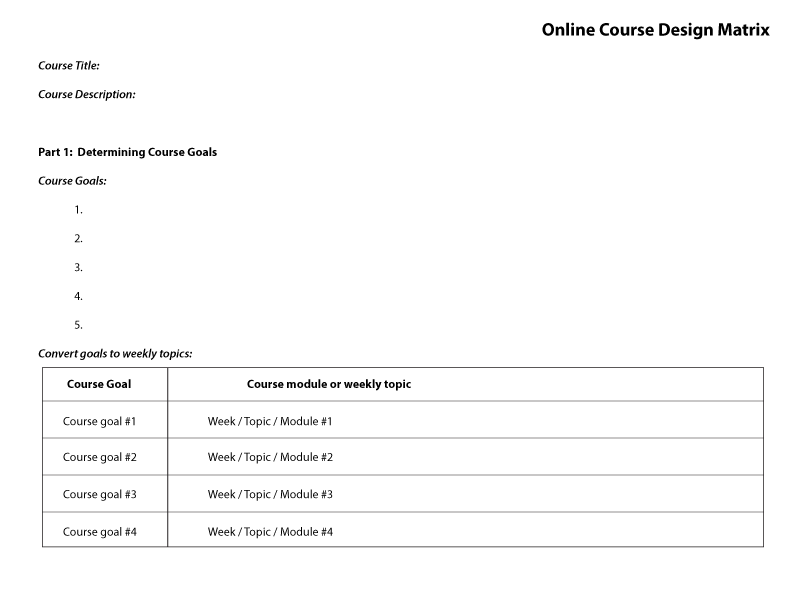 Online Course Design Matrix
Course Title:
Course Description:
Part 1:  Determining Course Goals
Course Goals:
1.
2.
3.
4.
5.
Convert goals to weekly topics:
Course Goal Course module or weekly topic
Course goal #1 Week / Topic / Module #1
Course goal #2 Week / Topic / Module #2
Course goal #3 Week / Topic / Module #3
Course goal #4 Week / Topic / Module #4